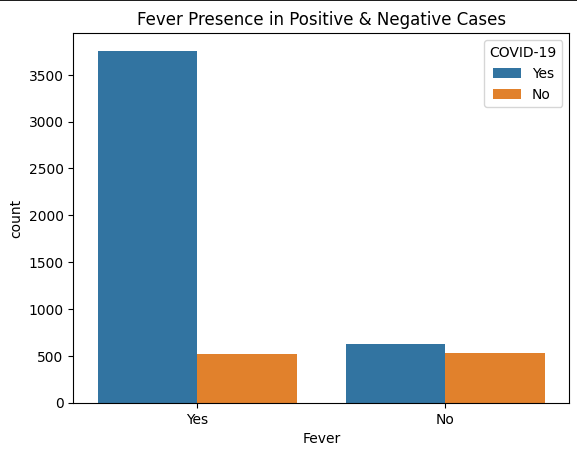 Fever Presence in Positive & Negative Cases
COVID-19
Yes
No
3500
3000
2500
2000
1500
1000
500
0
count
Yes
No
Fever